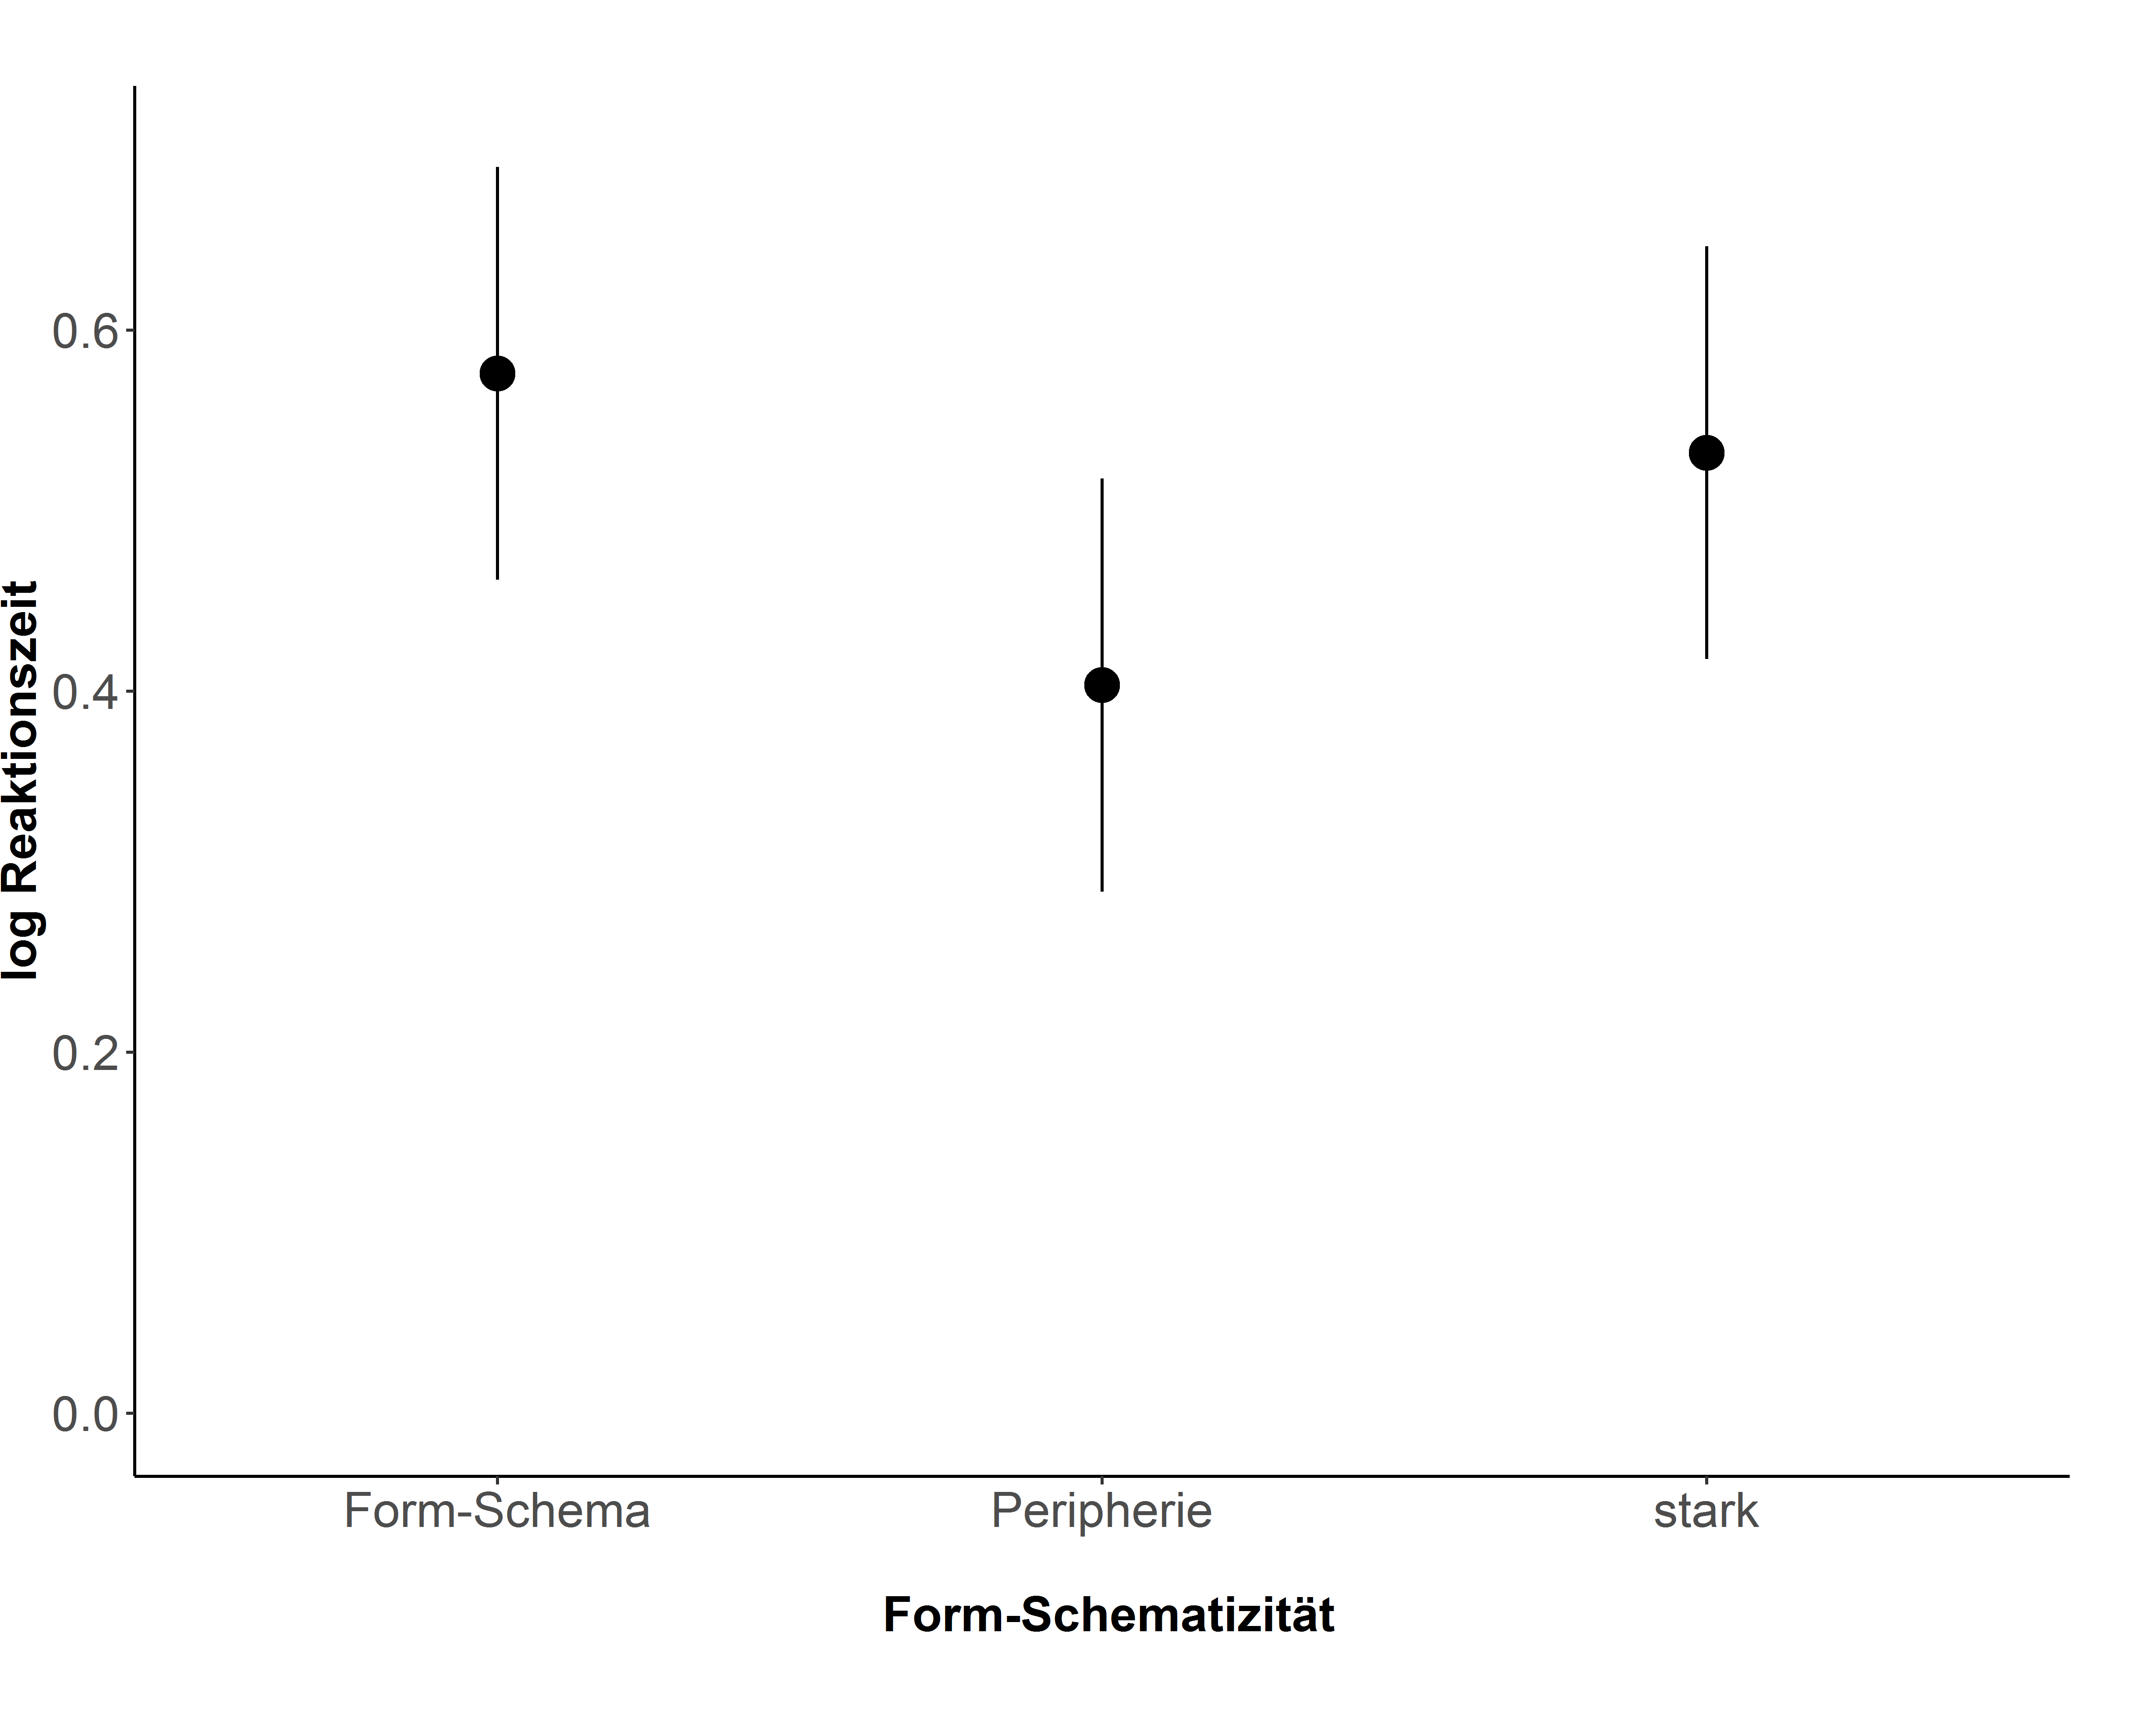 log Reaktionszeit
0.6
0.4
0.2
0.0
Form-Schema
Peripherie
stark
Form-Schematizität